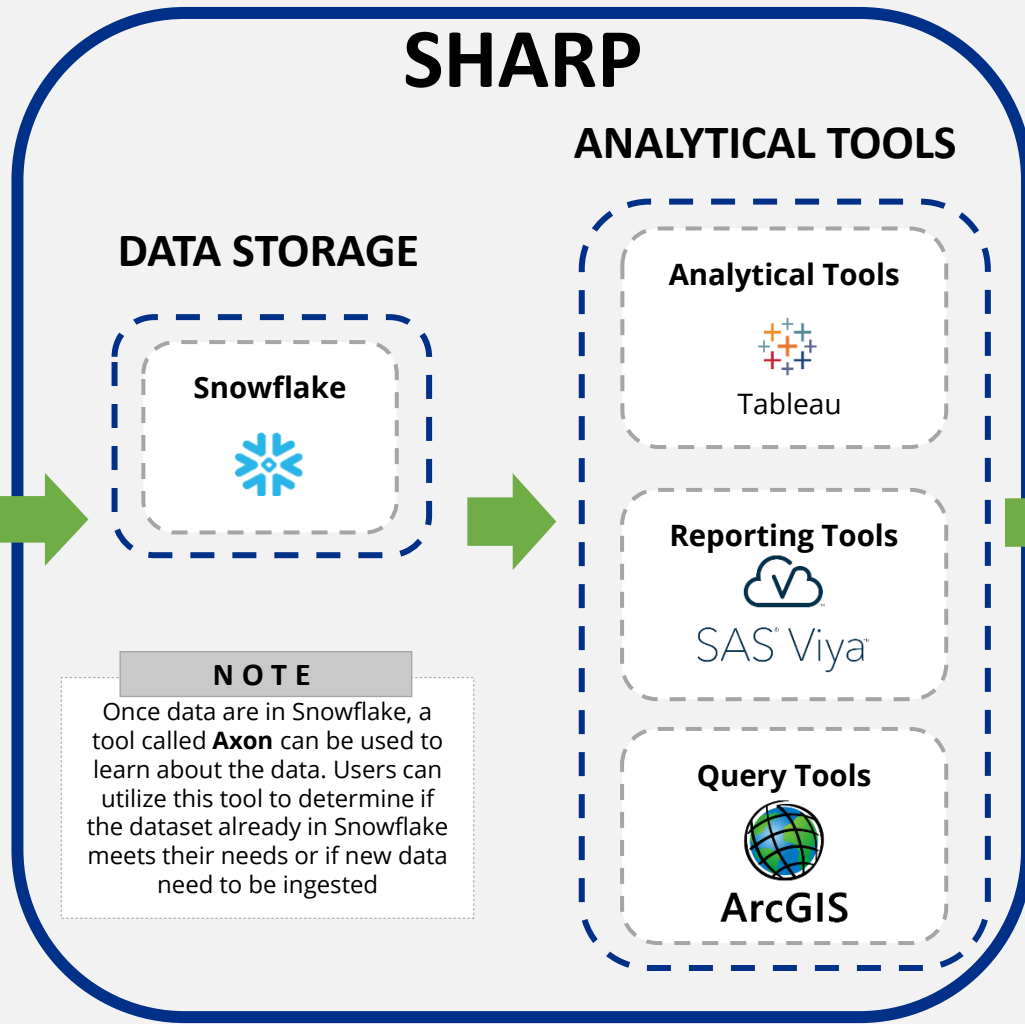 SHARP
DATA STORAGE
Snowflake
NOTE
Once data are in Snowflake, a
tool called Axon can be used to
learn about the data. Users can
utilize this tool to determine if
the dataset already in Snowflake
meets their needs or if new data
need to be ingested
ANALYTICAL TOOLS
Analytical Tools
Tableau
Reporting Tools
SAS® Viya™
Query Tools
ArcGIS